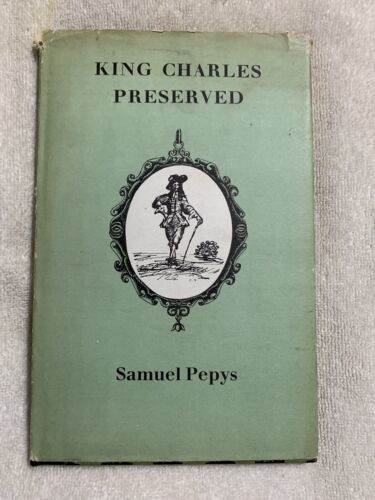 KING CHARLES
PRESERVED
Samuel Pepys